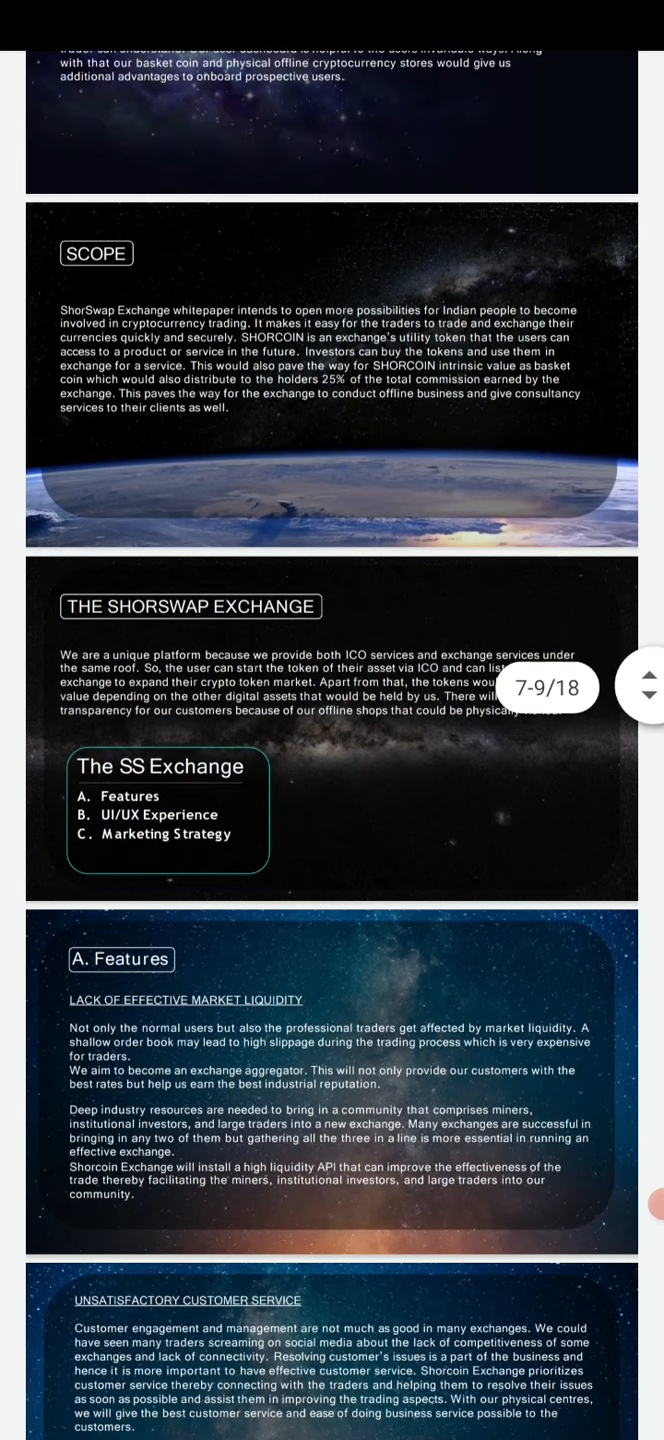 with that our basket coin and physical offline cryptocurrency stores would give us
additional advantages to onboard prospective users.
SCOPE
ShorSwap Exchange whitepaper intends to open more possibilities for Indian people to become
involved in cryptocurrency trading. It makes it easy for the traders to trade and exchange their
currencies quickly and securely. SHORCOIN is an exchange's utility token that the users can
access to a product or service in the future. Investors can buy the tokens and use them in
exchange for a service. This would also pave the way for SHORCOIN intrinsic value as basket
coin which would also distribute to the holders 25% of the total commission earned by the
exchange. This paves the way for the exchange to conduct offline business and give consultancy
services to their clients as well.
THE SHORSWAP EXCHANGE
We are a unique platform because we provide both ICO services and exchange services under
the same roof. So, the user can start the token of their asset via ICO and can list
exchange to expand their crypto token market. Apart from that, the tokens wou
value depending on the other digital assets that would be held by us. There will
transparency for our customers because of our offline shops that could be physically
7-9/18
The SS Exchange
A. Features
B. UI/UX Experience
C. Marketing Strategy
A. Features
LACK OF EFFECTIVE MARKET LIQUIDITY
Not only the normal users but also the professional traders get affected by market liquidity. A
shallow order book may lead to high slippage during the trading process which is very expensive
for traders.
We aim to become an exchange aggregator. This will not only provide our customers with the
best rates but help us earn the best industrial reputation.
Deep industry resources are needed to bring in a community that comprises miners,
institutional investors, and large traders into a new exchange. Many exchanges are successful in
bringing in any two of them but gathering all the three in a line is more essential in running an
effective exchange.
Shorcoin Exchange will install a high liquidity API that can improve the effectiveness of the
trade thereby facilitating the miners, institutional investors, and large traders into our
community.
UNSATISFACTORY CUSTOMER SERVICE
Customer engagement and management are not much as good in many exchanges. We could
have seen many traders screaming on social media about the lack of competitiveness of some
exchanges and lack of connectivity. Resolving customer's issues is a part of the business and
hence it is more important to have effective customer service. Shorcoin Exchange prioritizes
customer service thereby connecting with the traders and helping them to resolve their issues
as soon as possible and assist them in improving the trading aspects. With our physical centres,
we will give the best customer service and ease of doing business service possible to the
customers.